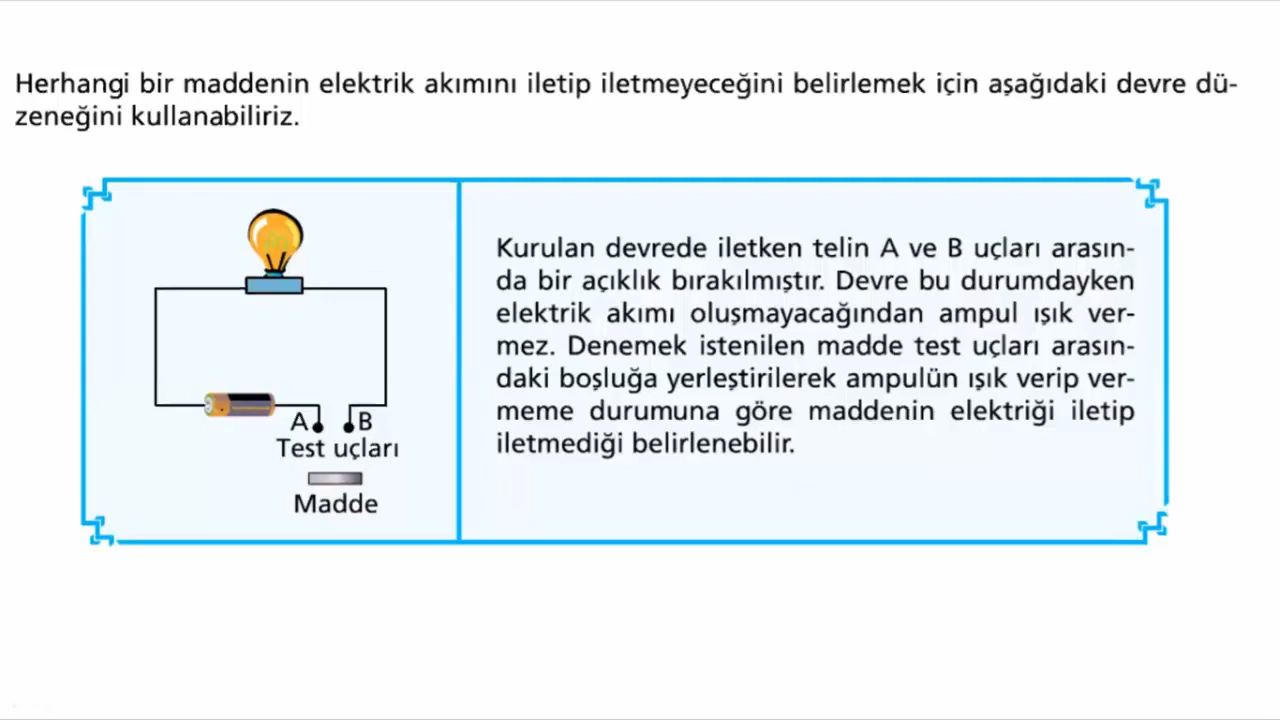 Herhangi bir maddenin elektrik akımını iletip iletmeyeceğini belirlemek için aşağıdaki devre dü-
zeneğini kullanabiliriz.
A B
Test uçları
Madde
Kurulan devrede iletken telin A ve B uçları arasın-
da bir açıklık bırakılmıştır. Devre bu durumdayken
elektrik akımı oluşmayacağından ampul ışık ver-
mez. Denemek istenilen madde test uçları arasın-
daki boşluğa yerleştirilerek ampulün ışık verip ver-
meme durumuna göre maddenin elektriği iletip
iletmediği belirlenebilir.